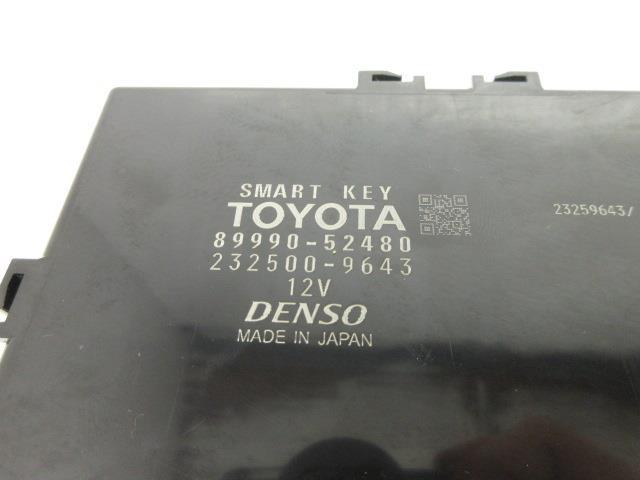 SMART KEY
TOYOTA
89990-52480
232500-9643
12V
DENSO
MADE IN JAPAN
23259643/